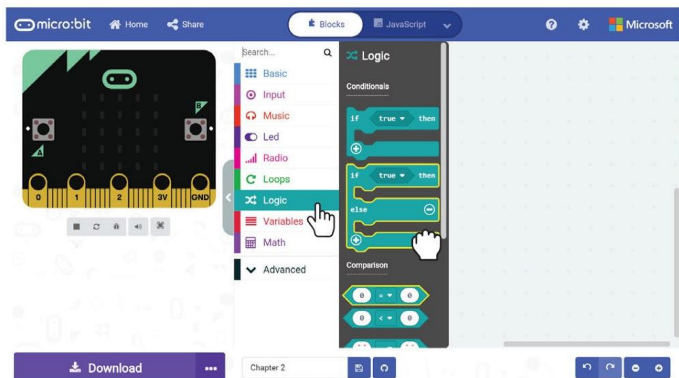 micro:bit Home Share Blocks JavaScript Microsoft
Search...
Basic
Input
Music
Led
Radio
Loops
Logic
Variables
Math
Advanced
Logic
Conditionals
if true then
if true then
else
Comparison
0 = 0
0 < 0
A
B
0 1 2 3V GND
Download
Chapter 2